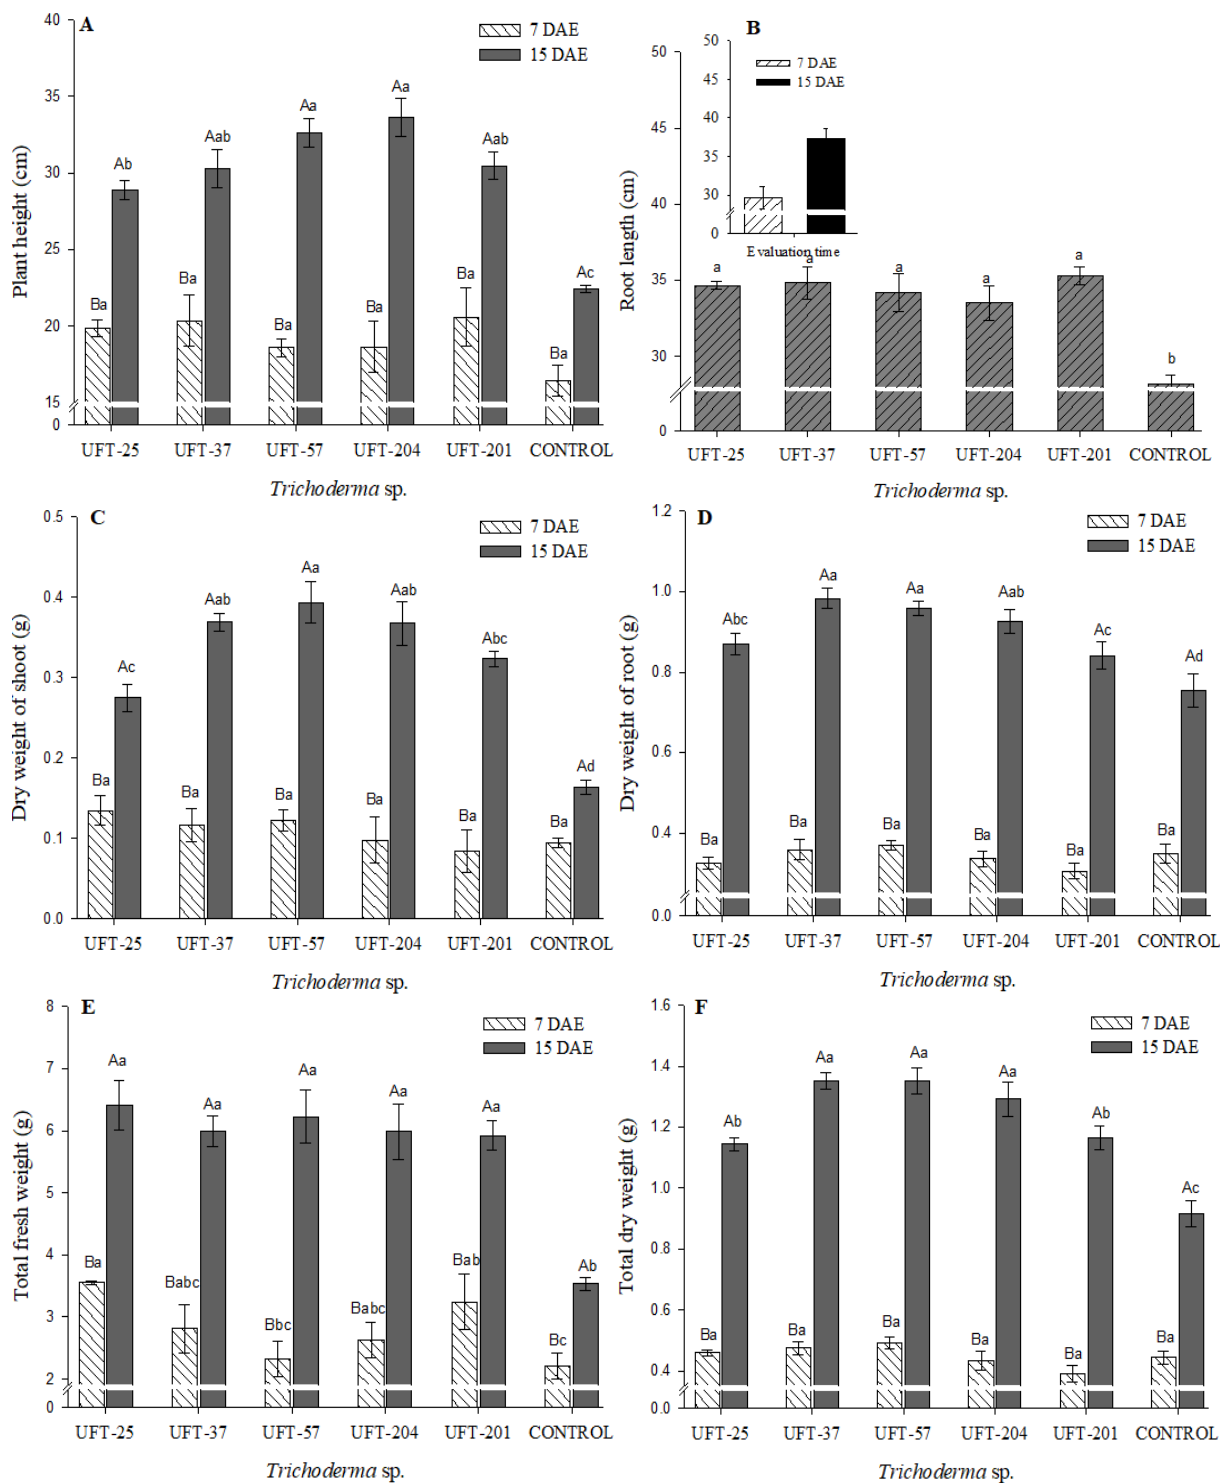 A
7 DAE
15 DAE
Plant height (cm)
40
35
30
25
20
15
0
Ba
Ab
Ba
Aab
Ba
Aa
Ba
Aa
Ba
Aab
Ba
Ac
UFT-25 UFT-37 UFT-57 UFT-204 UFT-201 CONTROL
Trichoderma sp.
B
7 DAE
15 DAE
50
45
40
35
30
0
Evaluation time
Root length (cm)
50
45
40
35
30
0
a
a
a
a
a
b
UFT-25 UFT-37 UFT-57 UFT-204 UFT-201 CONTROL
Trichoderma sp.
C
7 DAE
15 DAE
Dry weight of shoot (g)
0.5
0.4
0.3
0.2
0.1
0.0
Ba
Ac
Ba
Aab
Ba
Aa
Ba
Aab
Ba
Abc
Ba
Ad
UFT-25 UFT-37 UFT-57 UFT-204 UFT-201 CONTROL
Trichoderma sp.
D
7 DAE
15 DAE
Dry weight of root (g)
1.2
1.0
0.8
0.6
0.4
0.0
Ba
Abc
Ba
Aa
Ba
Aa
Ba
Aab
Ba
Ac
Ba
Ad
UFT-25 UFT-37 UFT-57 UFT-204 UFT-201 CONTROL
Trichoderma sp.
E
7 DAE
15 DAE
Total fresh weight (g)
8
7
6
5
4
3
2
0
Ba
Aa
Babc
Aa
Bbc
Aa
Babc
Aa
Bab
Aa
Bc
Ab
UFT-25 UFT-37 UFT-57 UFT-204 UFT-201 CONTROL
Trichoderma sp.
F
7 DAE
15 DAE
Total dry weight (g)
1.6
1.4
1.2
1.0
0.8
0.6
0.4
0.0
Ba
Ab
Ba
Aa
Ba
Aa
Ba
Aa
Ba
Ab
Ba
Ac
UFT-25 UFT-37 UFT-57 UFT-204 UFT-201 CONTROL
Trichoderma sp.